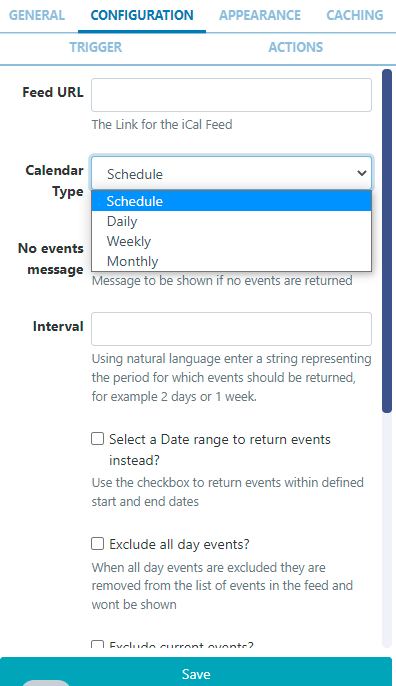 GENERAL CONFIGURATION APPEARANCE CACHING
TRIGGER ACTIONS
Feed URL
The Link for the iCal Feed
Calendar
Type
Schedule
Schedule
Daily
Weekly
Monthly
No events
message
Message to be shown if no events are returned
Interval
Using natural language enter a string representing
the period for which events should be returned,
for example 2 days or 1 week.
Select a Date range to return events
instead?
Use the checkbox to return events within defined
start and end dates
Exclude all day events?
When all day events are excluded they are
removed from the list of events in the feed and
wont be shown
Exclude current events?
Save